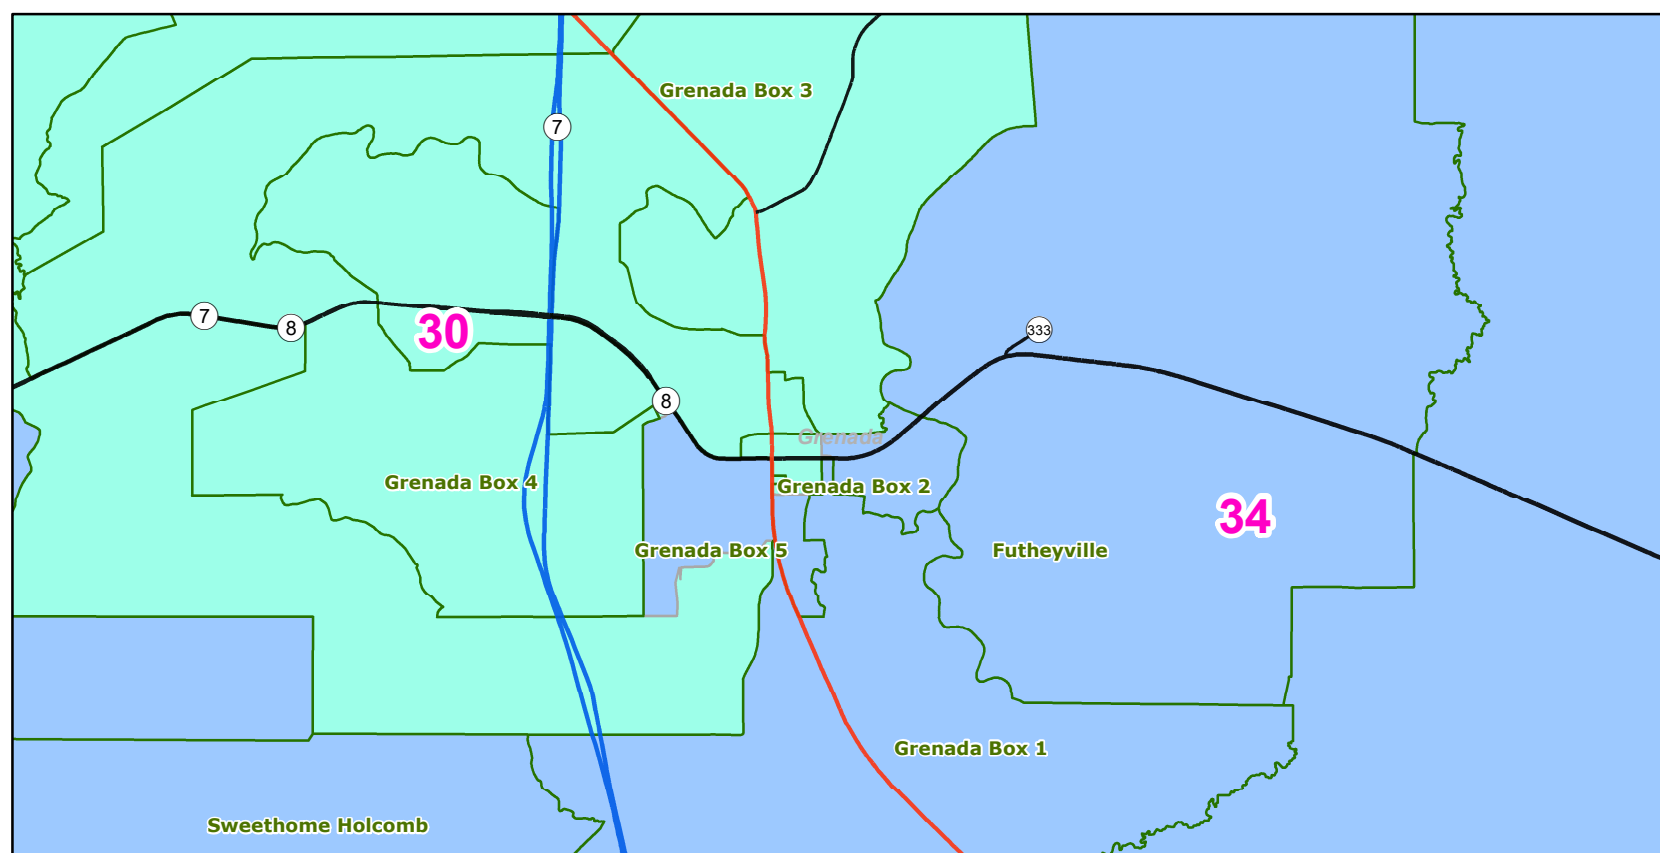 Grenada Box 3
7
7
8
30
333
8
Grenada
Grenada Box 4
Grenada Box 2
34
Grenada Box 5
Futheyville
Grenada Box 1
Sweethome Holcomb